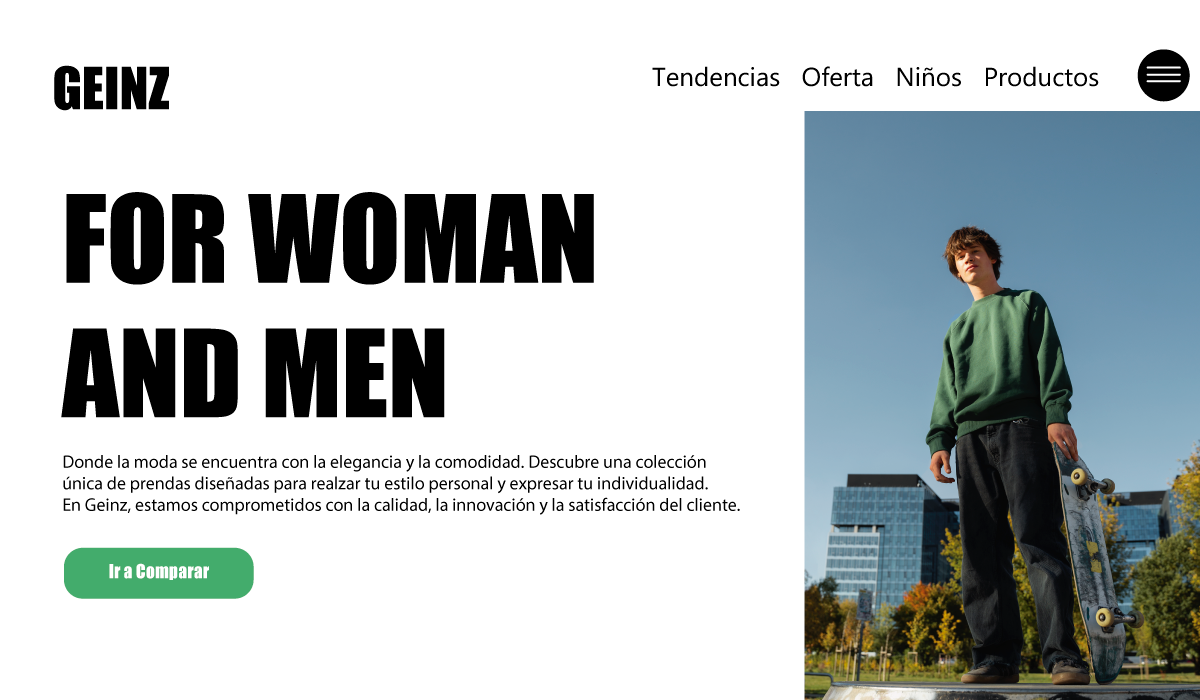 GEINZ
Tendencias Oferta Niños Productos
FOR WOMAN
AND MEN
Donde la moda se encuentra con la elegancia y la comodidad. Descubre una colección
única de prendas diseñadas para realzar tu estilo personal y expresar tu individualidad.
En Geinz, estamos comprometidos con la calidad, la innovación y la satisfacción del cliente.
Ir a Comparar